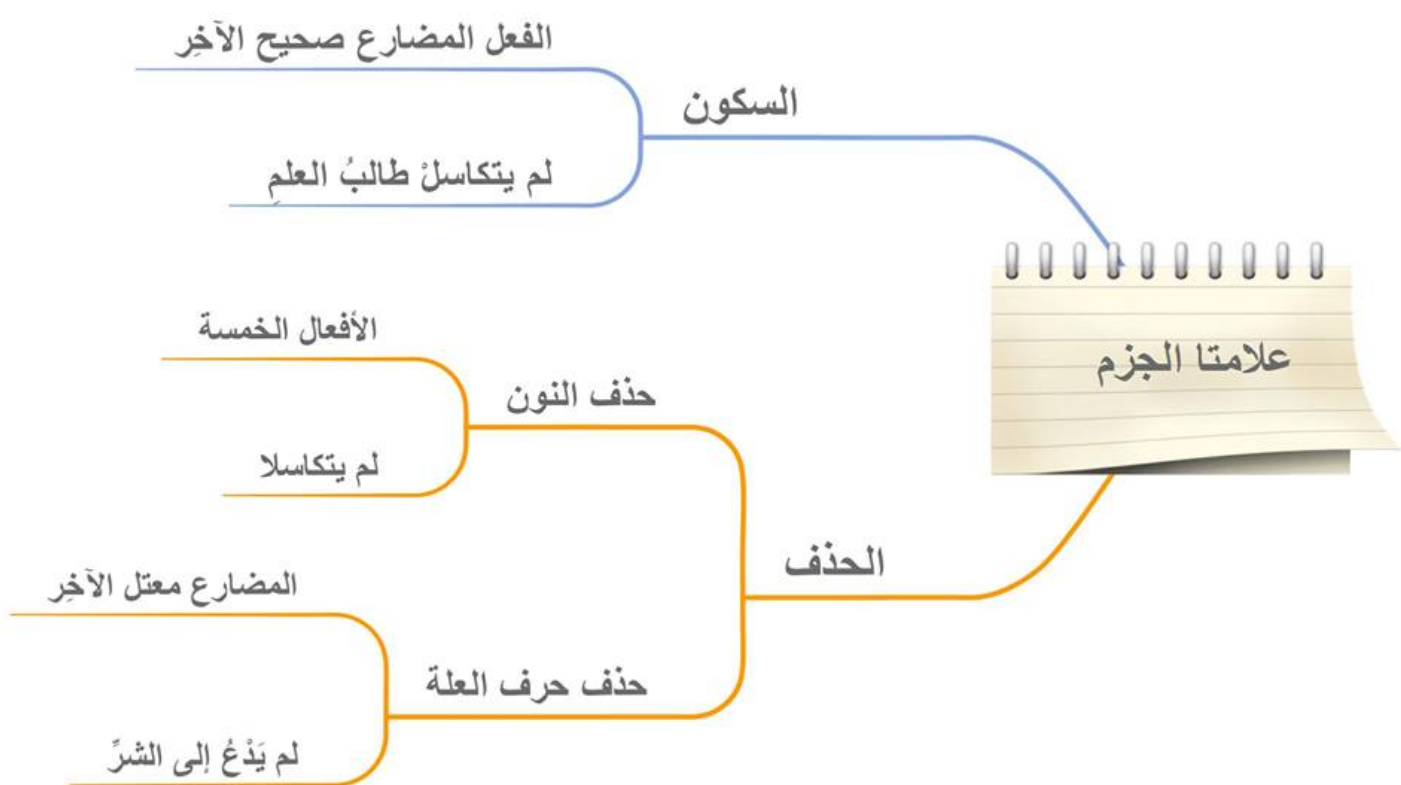 علامتا الجزم
السكون
الفعل المضارع صحيح الآخِر
لم يتكاسلْ طالبُ العلمِ
الحذف
حذف النون
الأفعال الخمسة
لم يتكاسلا
حذف حرف العلة
المضارع معتل الآخِر
لم يَدْعُ إلى الشرِّ